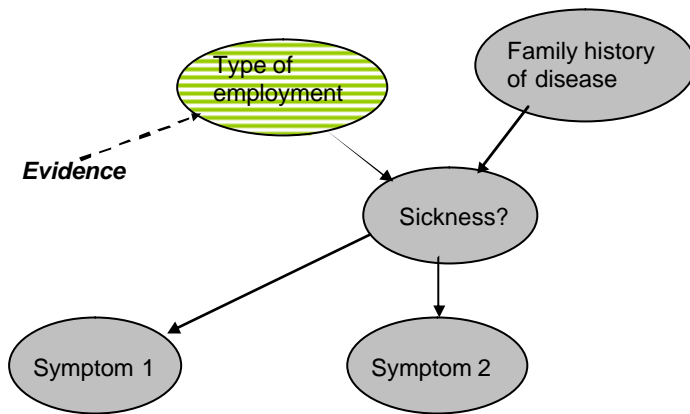 Type of
employment
Family history
of disease
Evidence
Sickness?
Symptom 1
Symptom 2